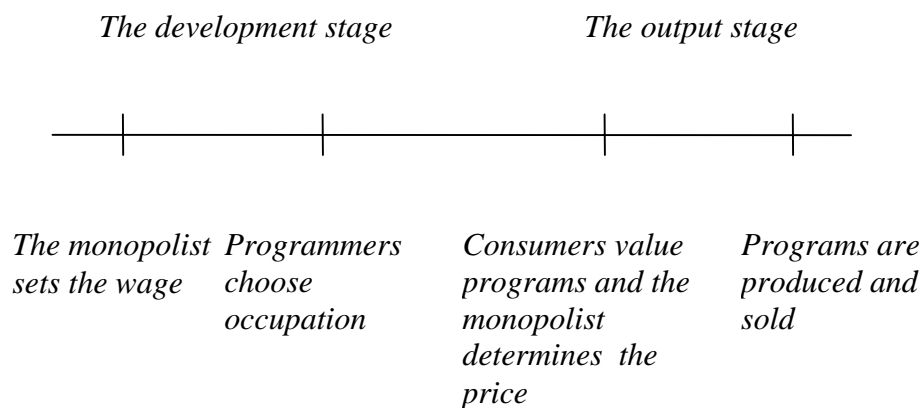 The development stage
The output stage
The monopolist
sets the wage
Programmers
choose
occupation
Consumers value
programs and the
monopolist
determines the
price
Programs are
produced and
sold